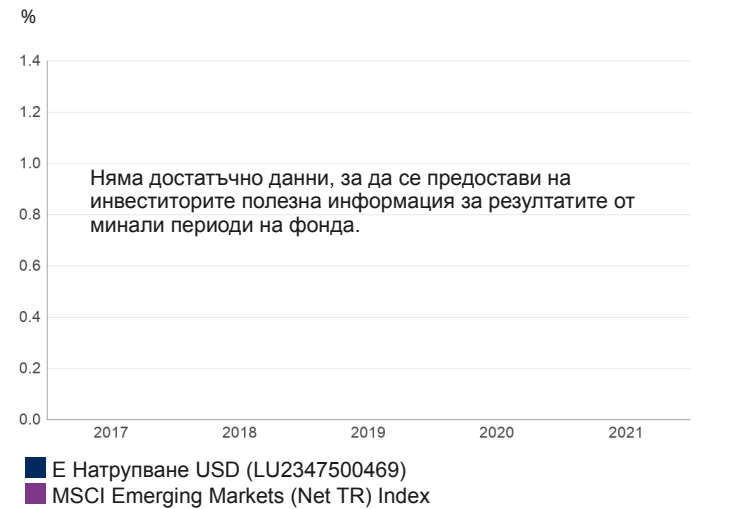 %
1.4
1.2
1.0
Няма достатъчно данни, за да се предостави на
инвеститорите полезна информация за резултатите от
минали периоди на фонда.
0.8
0.6
0.4
0.2
0.0
2017 2018 2019 2020 2021
E Натрупване USD (LU2347500469)
MSCI Emerging Markets (Net TR) Index